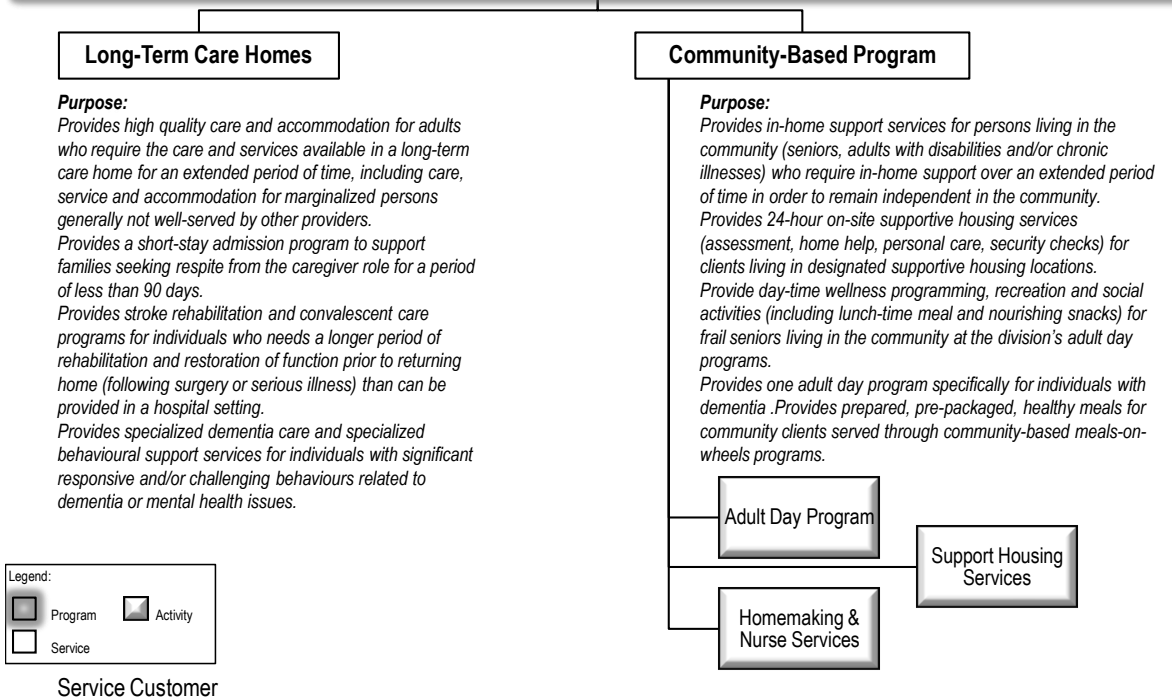 Long-Term Care Homes
Purpose:
Provides high quality care and accommodation for adults
who require the care and services available in a long-term
care home for an extended period of time, including care,
service and accommodation for marginalized persons
generally not well-served by other providers.
Provides a short-stay admission program to support
families seeking respite from the caregiver role for a period
of less than 90 days.
Provides stroke rehabilitation and convalescent care
programs for individuals who needs a longer period of
rehabilitation and restoration of function prior to returning
home (following surgery or serious illness) than can be
provided in a hospital setting.
Provides specialized dementia care and specialized
behavioural support services for individuals with significant
responsive and/or challenging behaviours related to
dementia or mental health issues.
Community-Based Program
Purpose:
Provides in-home support services for persons living in the
community (seniors, adults with disabilities and/or chronic
illnesses) who require in-home support over an extended period
of time in order to remain independent in the community.
Provides 24-hour on-site supportive housing services
(assessment, home help, personal care, security checks) for
clients living in designated supportive housing locations.
Provide day-time wellness programming, recreation and social
activities (including lunch-time meal and nourishing snacks) for
frail seniors living in the community at the division's adult day
programs.
Provides one adult day program specifically for individuals with
dementia .Provides prepared, pre-packaged, healthy meals for
community clients served through community-based meals-on-
wheels programs.
Adult Day Program
Support Housing
Services
Homemaking &
Nurse Services
Legend:
Program
Activity
Service
Service Customer